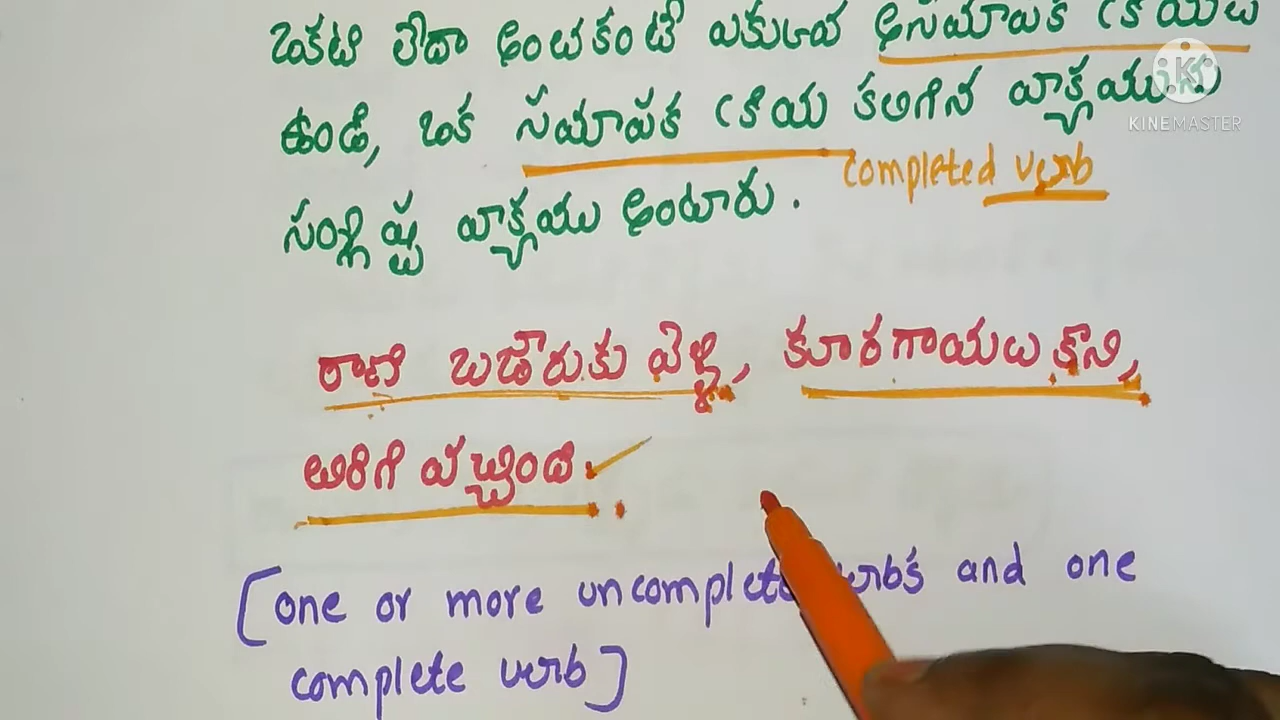 ఒకటి లేదా అంతకంటే ఎక్కువ అసమాపక క్రియలు
ఉండి, ఒక సమాపక క్రియ కలిగిన వాక్యమును
completed verb
సంశ్లిష్ట వాక్యము అంటారు.
రాణి బజారుకు వెళ్ళి, కూరగాయలు కొని,
తిరిగి వచ్చింది.
[one or more uncomplete verbs and one
complete verb]
K
KINEMASTER